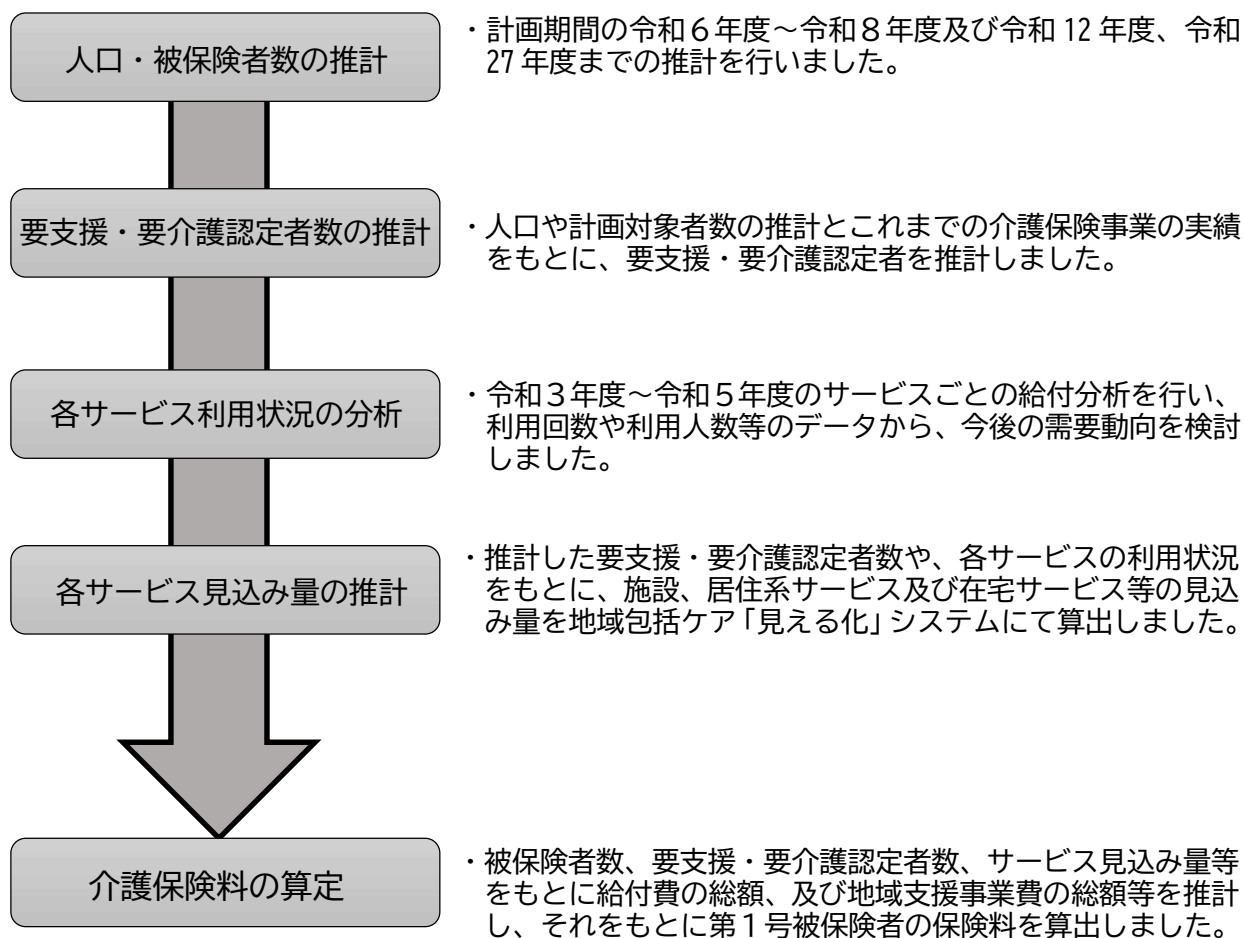 人口・被保険者数の推計
・計画期間の令和６年度～令和８年度及び令和 12 年度、令和
27 年度までの推計を行いました。
要支援・要介護認定者数の推計
・人口や計画対象者数の推計とこれまでの介護保険事業の実績
をもとに、要支援・要介護認定者を推計しました。
各サービス利用状況の分析
・令和３年度～令和５年度のサービスごとの給付分析を行い、
利用回数や利用人数等のデータから、今後の需要動向を検討
しました。
各サービス見込み量の推計
・推計した要支援・要介護認定者数や、各サービスの利用状況
をもとに、施設、居住系サービス及び在宅サービス等の見込
み量を地域包括ケア「見える化」システムにて算出しました。
介護保険料の算定
・被保険者数、要支援・要介護認定者数、サービス見込み量等
をもとに給付費の総額、及び地域支援事業費の総額等を推計
し、それをもとに第１号被保険者の保険料を算出しました。